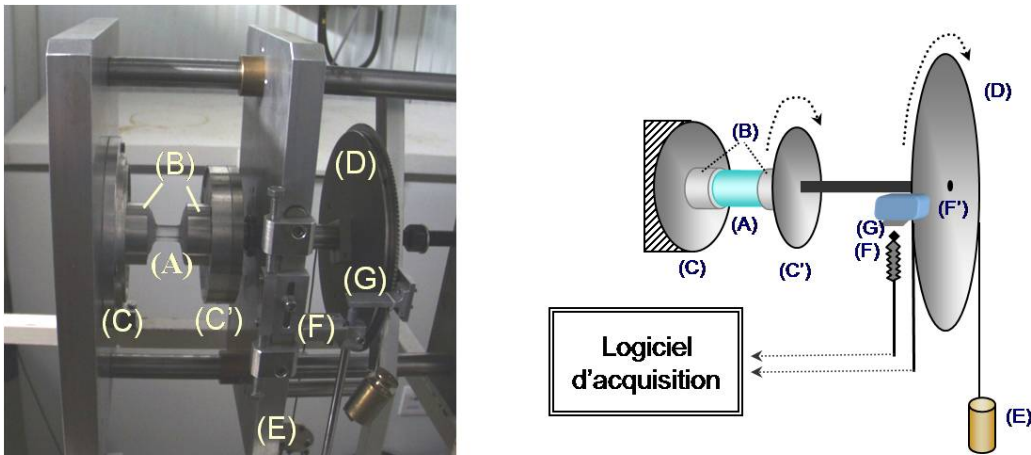 (B)
(D)
(A)
(G)
(C)
(C')
(F)
(E)
(D)
(B)
(A)
(F')
(G)
(F)
(C)
(C')
Logiciel
d'acquisition
(E)